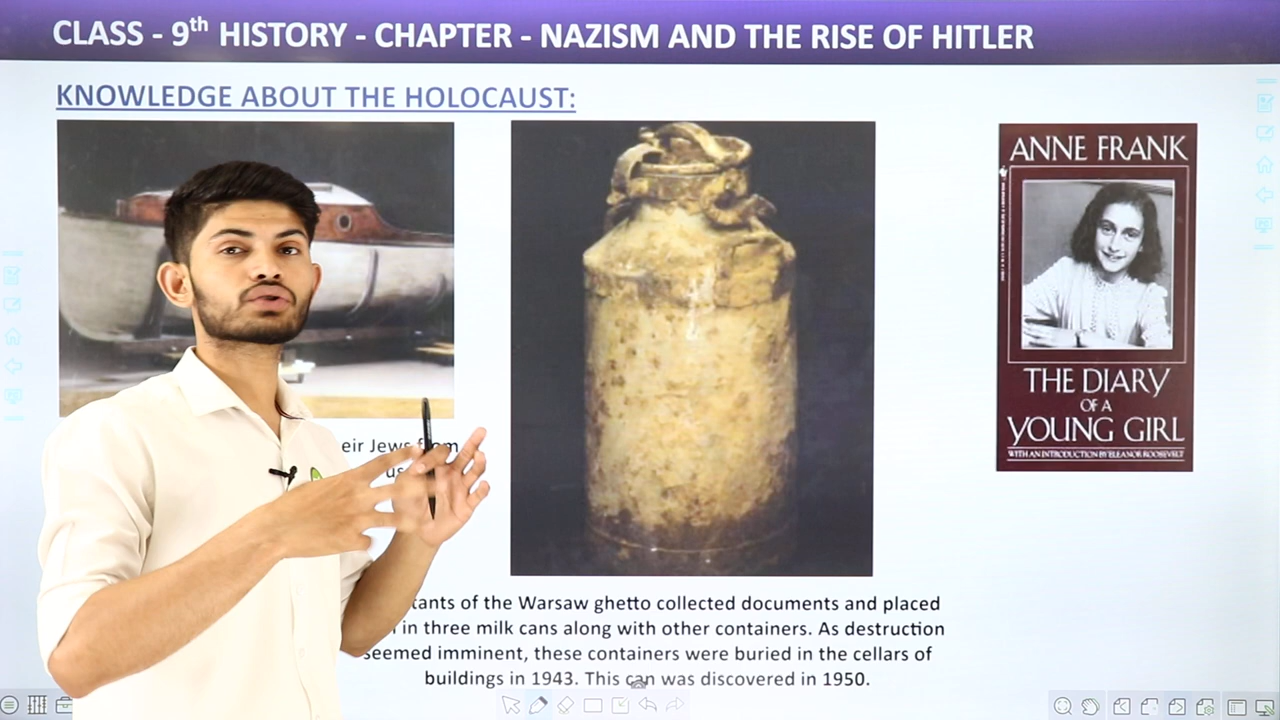 CLASS - 9th HISTORY - CHAPTER - NAZISM AND THE RISE OF HITLER
KNOWLEDGE ABOUT THE HOLOCAUST:
ANNE FRANK
THE DIARY
OF A
YOUNG GIRL
WITH AN INTRODUCTION BY ELEANOR ROOSEVELT
Jews
of the Warsaw ghetto collected documents and placed
in three milk cans along with other containers. As destruction
seemed imminent, these containers were buried in the cellars of
buildings in 1943. This can was discovered in 1950.